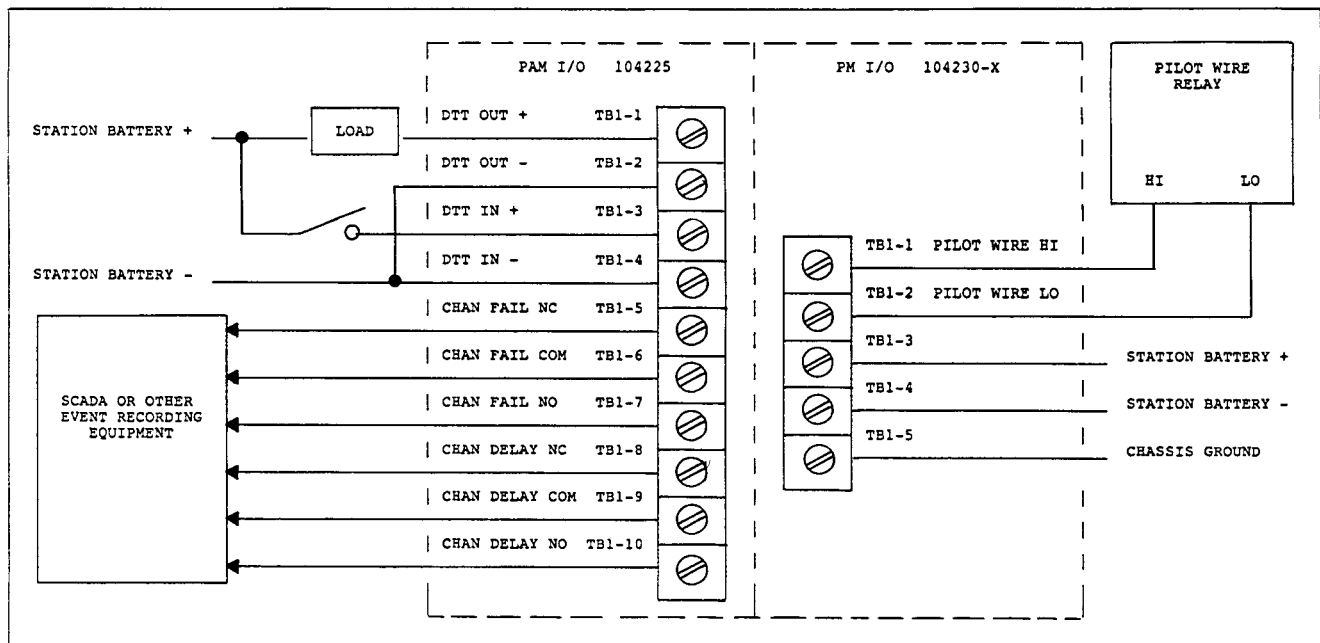 PAM I/O 104225
PM I/O 104230-X
PILOT WIRE
RELAY
HI LO
STATION BATTERY +
LOAD
DTT OUT + TB1-1
DTT OUT - TB1-2
DTT IN + TB1-3
STATION BATTERY -
DTT IN - TB1-4
CHAN FAIL NC TB1-5
CHAN FAIL COM TB1-6
CHAN FAIL NO TB1-7
CHAN DELAY NC TB1-8
CHAN DELAY COM TB1-9
CHAN DELAY NO TB1-10
SCADA OR OTHER
EVENT RECORDING
EQUIPMENT
TB1-1 PILOT WIRE HI
TB1-2 PILOT WIRE LO
TB1-3
STATION BATTERY +
TB1-4
STATION BATTERY -
TB1-5
CHASSIS GROUND